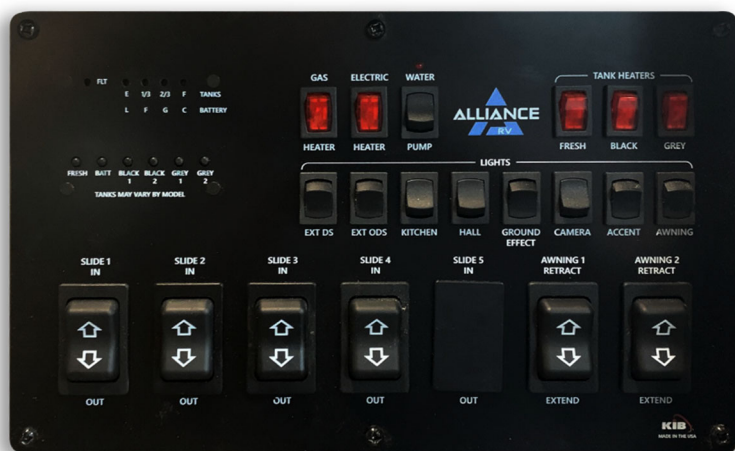 FLT
E 1/3 2/3 F TANKS
L F G C BATTERY
FRESH BATT BLACK 1 BLACK 2 GREY 1 GREY 2
TANKS MAY VARY BY MODEL
GAS ELECTRIC WATER
HEATER HEATER PUMP
ALLIANCE
RV
TANK HEATERS
FRESH BLACK GREY
LIGHTS
EXT DS EXT ODS KITCHEN HALL GROUND EFFECT CAMERA ACCENT AWNING
SLIDE 1 IN SLIDE 2 IN SLIDE 3 IN SLIDE 4 IN SLIDE 5 IN AWNING 1 RETRACT AWNING 2 RETRACT
OUT OUT OUT OUT OUT EXTEND EXTEND
KIB
MADE IN THE USA